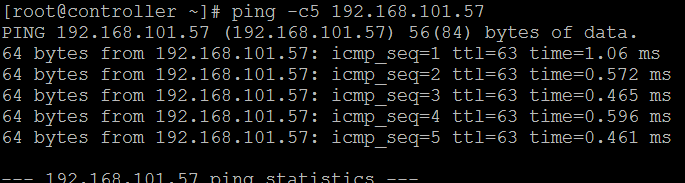 [root@controller ~]# ping -c5 192.168.101.57
PING 192.168.101.57 (192.168.101.57) 56(84) bytes of data.
64 bytes from 192.168.101.57: icmp_seq=1 ttl=63 time=1.06 ms
64 bytes from 192.168.101.57: icmp_seq=2 ttl=63 time=0.572 ms
64 bytes from 192.168.101.57: icmp_seq=3 ttl=63 time=0.465 ms
64 bytes from 192.168.101.57: icmp_seq=4 ttl=63 time=0.596 ms
64 bytes from 192.168.101.57: icmp_seq=5 ttl=63 time=0.461 ms
--- 192.168.101.57 ping statistics ---